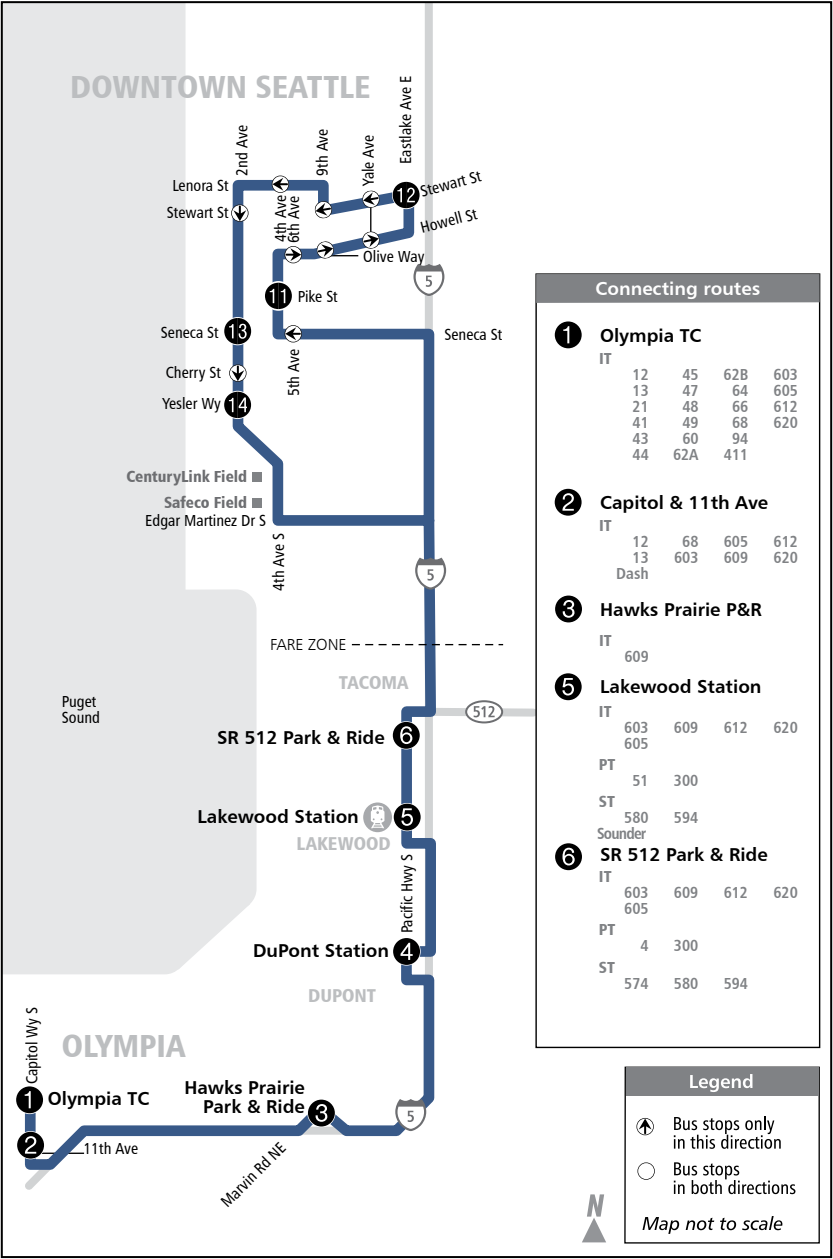 DOWNTOWN SEATTLE
2nd Ave
9th Ave
Yale Ave
Eastlake Ave E
Lenora St
12
Stewart St
Stewart St
4th Ave
6th Ave
Howell St
Olive Way
5
11
Pike St
Seneca St
13
Seneca St
5th Ave
Cherry St
Yesler Wy
14
CenturyLink Field
Safeco Field
Edgar Martinez Dr S
4th Ave S
5
FARE ZONE
TACOMA
Puget
Sound
512
SR 512 Park & Ride
6
Lakewood Station
5
LAKEWOOD
Pacific Hwy S
DuPont Station
4
DUPONT
Capitol Wy S
OLYMPIA
1
Olympia TC
Hawks Prairie
Park & Ride
3
5
2
11th Ave
Marvin Rd NE
Connecting routes
1 Olympia TC
IT
12 45 62B 603
13 47 64 605
21 48 66 612
41 49 68 620
43 60 94
44 62A 411
2 Capitol & 11th Ave
IT
12 68 605 612
13 603 609 620
Dash
3 Hawks Prairie P&R
IT
609
5 Lakewood Station
IT
603 609 612 620
605
PT
51 300
ST
580 594
Sounder
6 SR 512 Park & Ride
IT
603 609 612 620
605
PT
4 300
ST
574 580 594
Legend
Bus stops only
in this direction
Bus stops
in both directions
Map not to scale
N